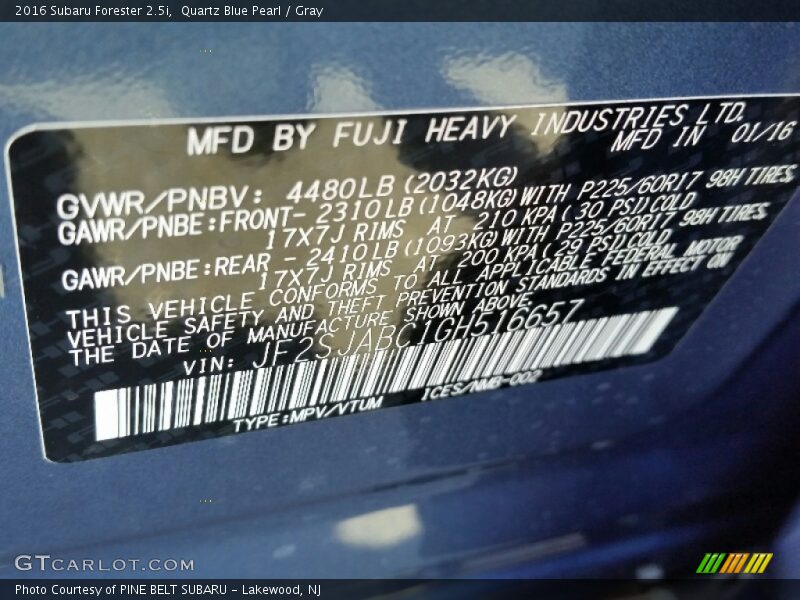 2016 Subaru Forester 2.5i, Quartz Blue Pearl / Gray
MFD BY FUJI HEAVY INDUSTRIES LTD.
MFD IN 01/16
GVWR/PNBV: 4480LB(2032KG)
GAWR/PNBE:FRONT- 2310LB(1048KG)WITH P225/60R17 98H TIRES
17X7J RIMS AT 210 KPA(30 PSI)COLD
GAWR/PNBE:REAR - 2410LB(1093KG)WITH P225/60R17 98H TIRES
17X7J RIMS AT 200 KPA(29 PSI)COLD
THIS VEHICLE CONFORMS TO ALL APPLICABLE FEDERAL MOTOR
VEHICLE SAFETY AND THEFT PREVENTION STANDARDS IN EFFECT ON
THE DATE OF MANUFACTURE SHOWN ABOVE.
VIN: JF2SJABC1GH516657
TYPE:MPV/VTUM ICES/NMB-002
GTCARLOT.COM
Photo Courtesy of PINE BELT SUBARU - Lakewood, NJ